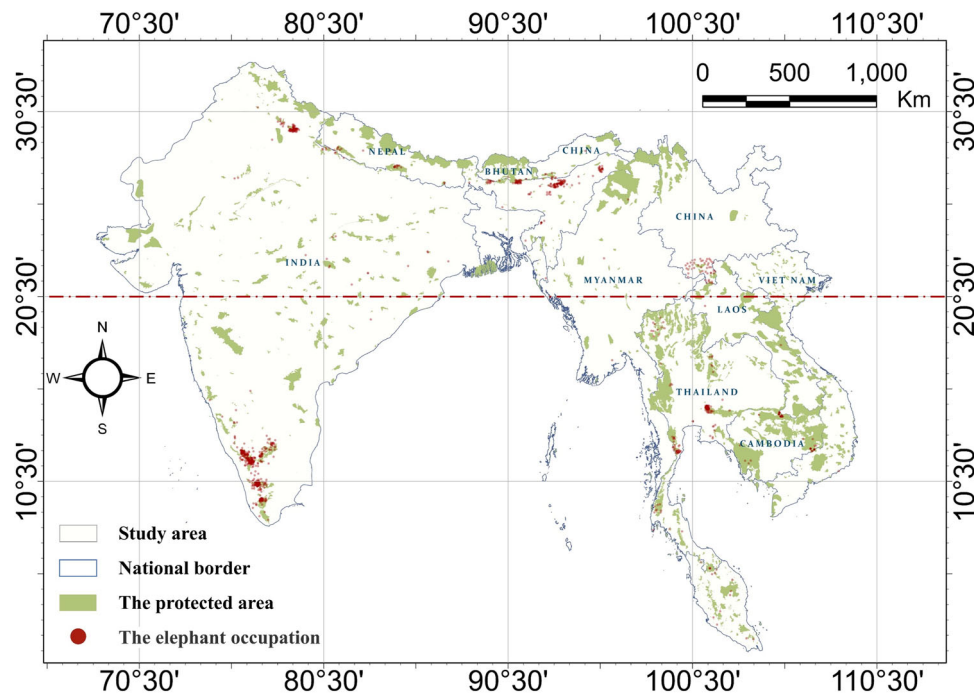 70°30' 80°30' 90°30' 100°30' 110°30'
0 500 1,000
Km
30°30' 30°30'
CHINA
NEPAL
BHUTAN
CHINA
INDIA
MYANMAR
VIET NAM
20°30' 20°30'
LAOS
N
W E
S
THAILAND
CAMBODIA
10°30' 10°30'
Study area
National border
The protected area
The elephant occupation
70°30' 80°30' 90°30' 100°30' 110°30'